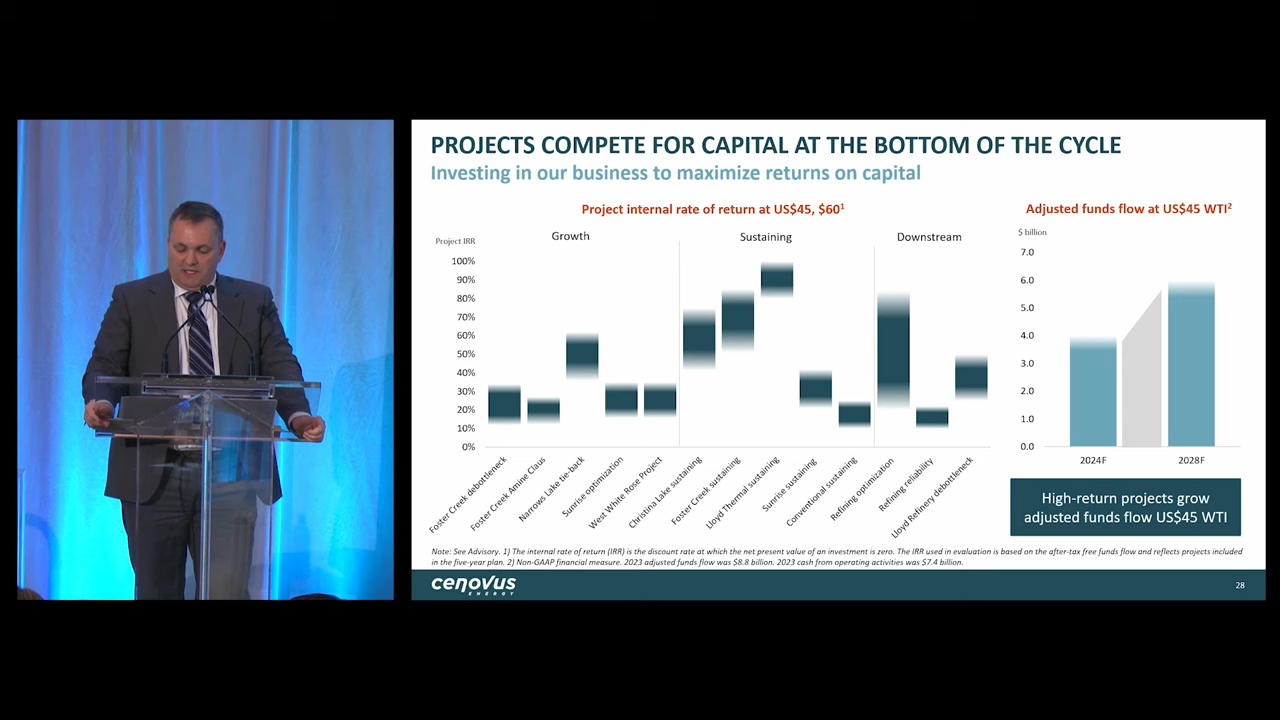 PROJECTS COMPETE FOR CAPITAL AT THE BOTTOM OF THE CYCLE
Investing in our business to maximize returns on capital
Project internal rate of return at US$45, $60¹
Project IRR
Growth
Sustaining
Downstream
100%
90%
80%
70%
60%
50%
40%
30%
20%
10%
0%
Foster Creek debottleneck
Foster Creek Amine Claus
Narrows Lake tie-back
Sunrise optimization
West White Rose Project
Christina Lake sustaining
Foster Creek sustaining
Lloyd Thermal sustaining
Sunrise sustaining
Conventional sustaining
Refining optimization
Refining reliability
Lloyd Refinery debottleneck
Adjusted funds flow at US$45 WTI²
$ billion
7.0
6.0
5.0
4.0
3.0
2.0
1.0
0.0
2024F
2028F
High-return projects grow
adjusted funds flow US$45 WTI
Note: See Advisory. 1) The internal rate of return (IRR) is the discount rate at which the net present value of an investment is zero. The IRR used in evaluation is based on the after-tax free funds flow and reflects projects included
in the five-year plan. 2) Non-GAAP financial measure. 2023 adjusted funds flow was $8.8 billion. 2023 cash from operating activities was $7.4 billion.
cenovus
ENERGY
28